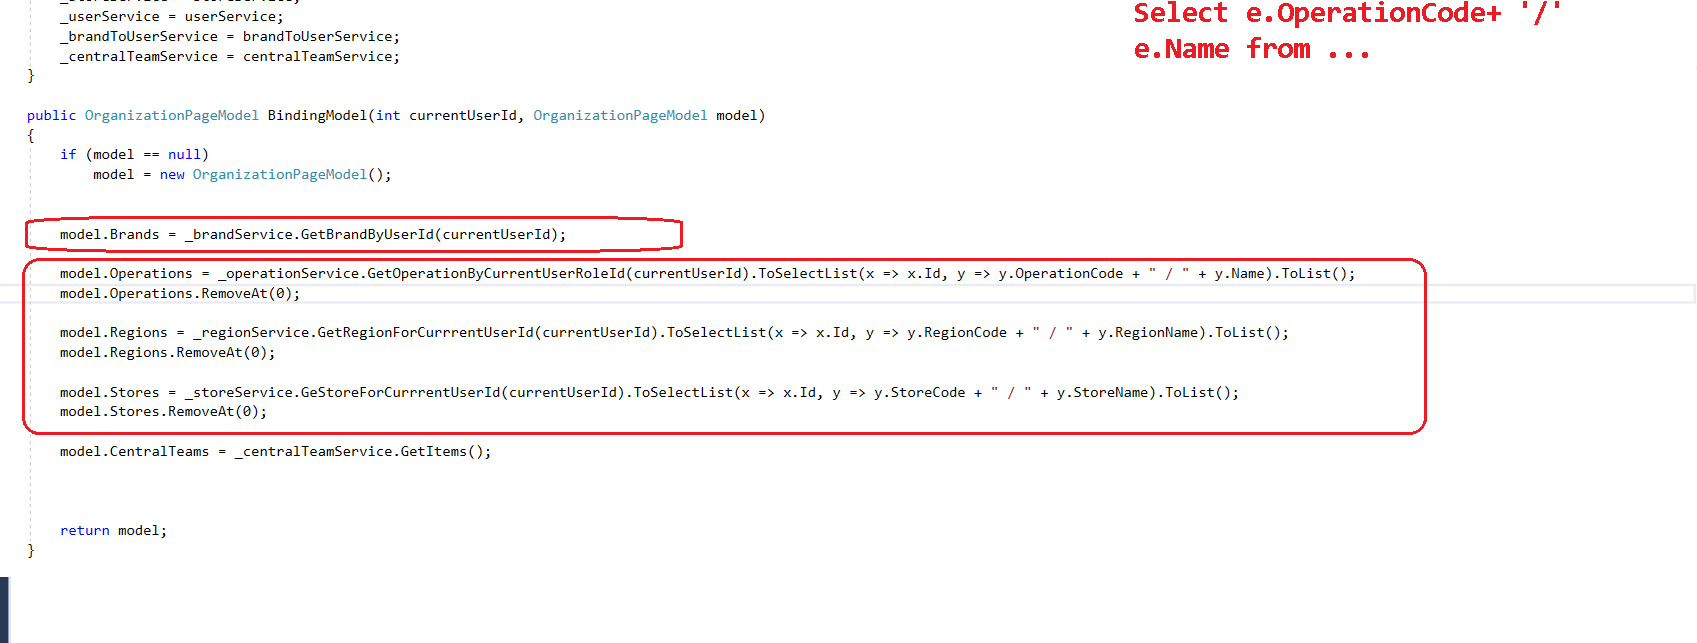 _userService = userService;
_brandToUserService = brandToUserService;
_centralTeamService = centralTeamService;
}
Select e.OperationCode+ '/'
e.Name from ...
public OrganizationPageModel BindingModel(int currentUserId, OrganizationPageModel model)
{
if (model == null)
model = new OrganizationPageModel();
model.Brands = _brandService.GetBrandByUserId(currentUserId);
model.Operations = _operationService.GetOperationByCurrentUserRoleId(currentUserId).ToSelectList(x => x.Id, y => y.OperationCode + " / " + y.Name).ToList();
model.Operations.RemoveAt(0);
model.Regions = _regionService.GetRegionForCurrrentUserId(currentUserId).ToSelectList(x => x.Id, y => y.RegionCode + " / " + y.RegionName).ToList();
model.Regions.RemoveAt(0);
model.Stores = _storeService.GeStoreForCurrrentUserId(currentUserId).ToSelectList(x => x.Id, y => y.StoreCode + " / " + y.StoreName).ToList();
model.Stores.RemoveAt(0);
model.CentralTeams = _centralTeamService.GetItems();
return model;
}